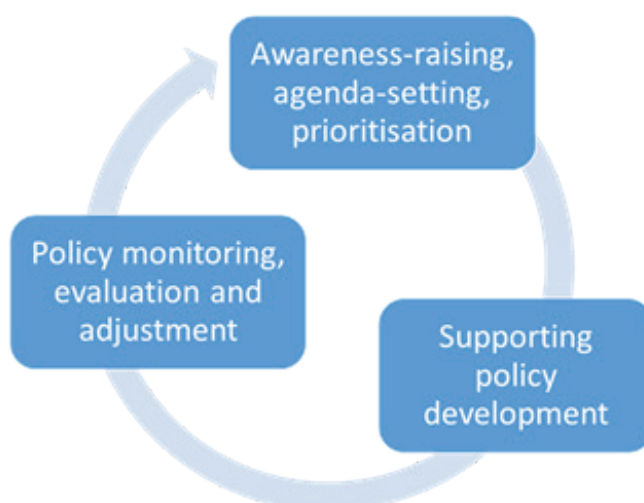 Awareness-raising,
agenda-setting,
prioritisation
Supporting
policy
development
Policy monitoring,
evaluation and
adjustment